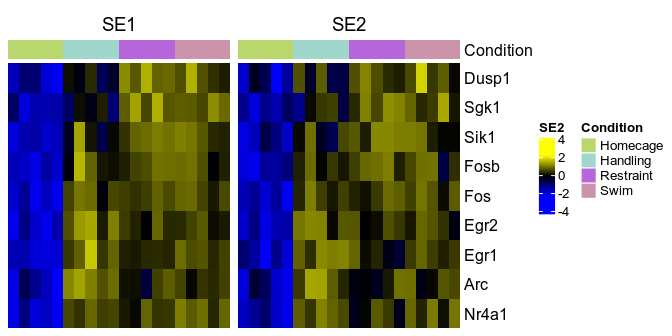 SE1
SE2
Condition
Dusp1
Sgk1
Sik1
Fosb
Fos
Egr2
Egr1
Arc
Nr4a1
SE2
4
2
0
-2
-4
Condition
Homecage
Handling
Restraint
Swim